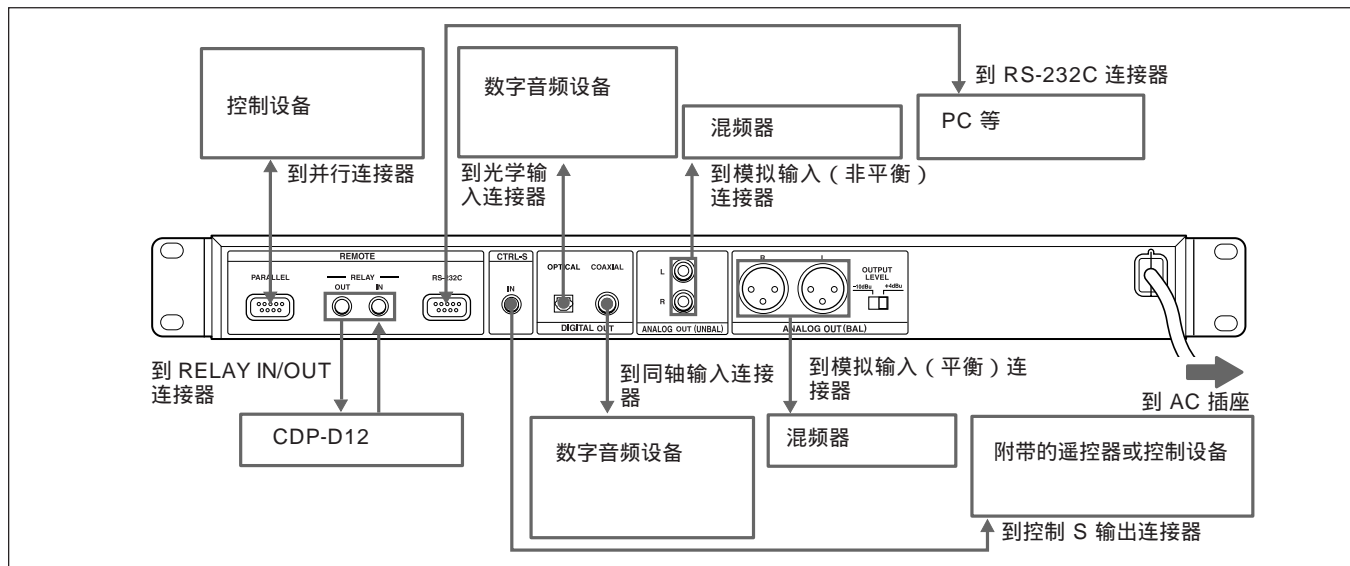 控制设备
数字音频设备
混频器
到 RS-232C 连接器
PC 等
到并行连接器
到光学输
入连接器
到模拟输入（非平衡）
连接器
REMOTE
PARALLEL
RELAY
OUT
IN
RS-232C
CTRL-S
IN
OPTICAL
COAXIAL
DIGITAL OUT
L
R
ANALOG OUT (UNBAL)
R
L
OUTPUT
LEVEL
-10dBu
+4dBu
ANALOG OUT (BAL)
到 RELAY IN/OUT
连接器
CDP-D12
到同轴输入连接
器
数字音频设备
到模拟输入（平衡）连
接器
混频器
到 AC 插座
附带的遥控器或控制设备
到控制 S 输出连接器